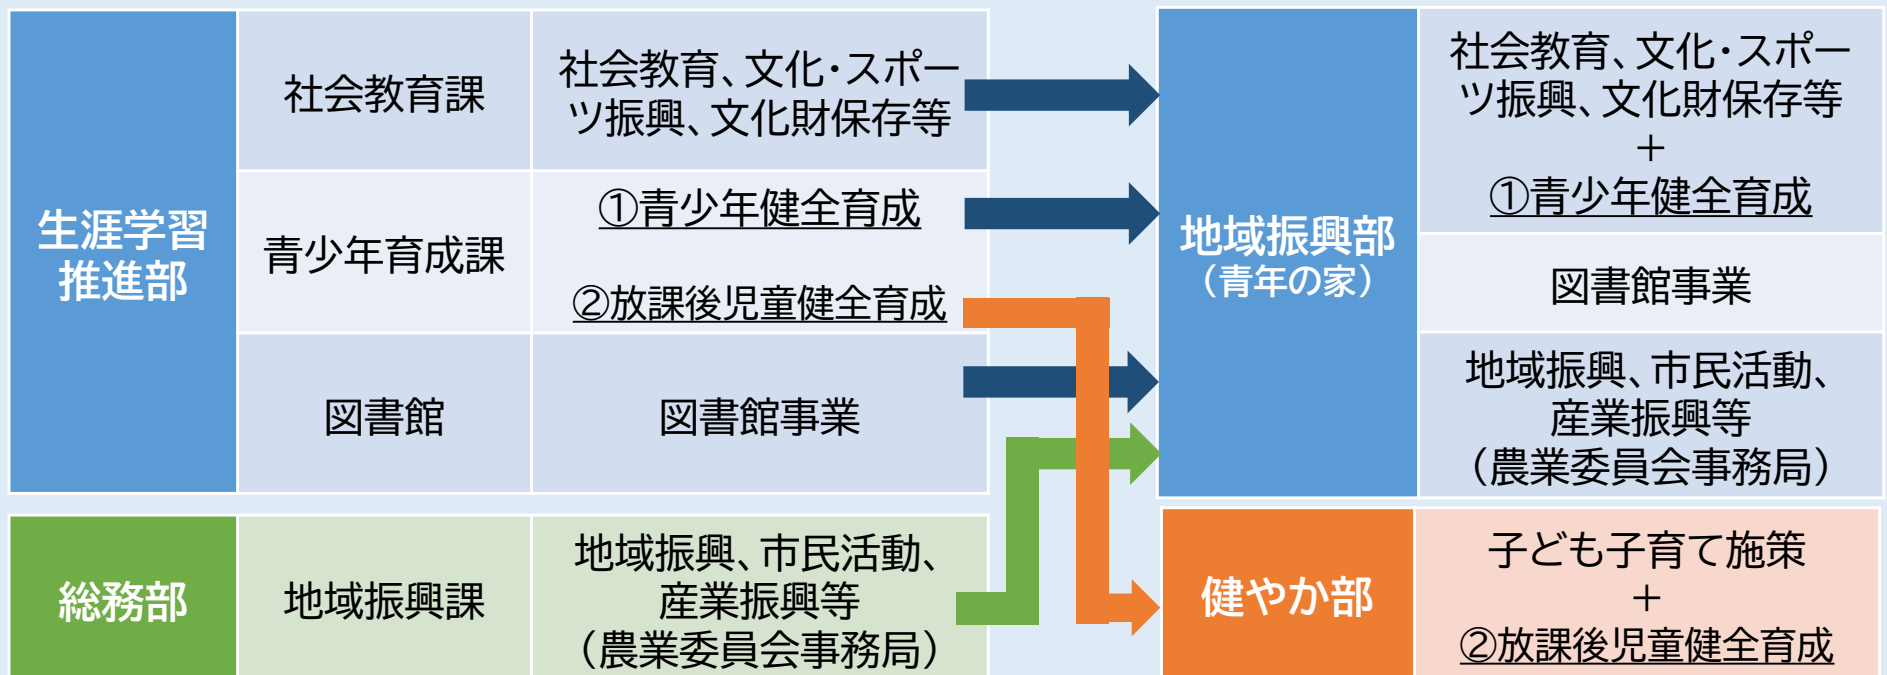 生涯学習
推進部
社会教育課
社会教育、文化・スポー
ツ振興、文化財保存等
青少年育成課
①青少年健全育成
②放課後児童健全育成
図書館
図書館事業
総務部
地域振興課
地域振興、市民活動、
産業振興等
（農業委員会事務局）
地域振興部
（青年の家）
社会教育、文化・スポー
ツ振興、文化財保存等
＋
①青少年健全育成
図書館事業
地域振興、市民活動、
産業振興等
（農業委員会事務局）
健やか部
子ども子育て施策
＋
②放課後児童健全育成